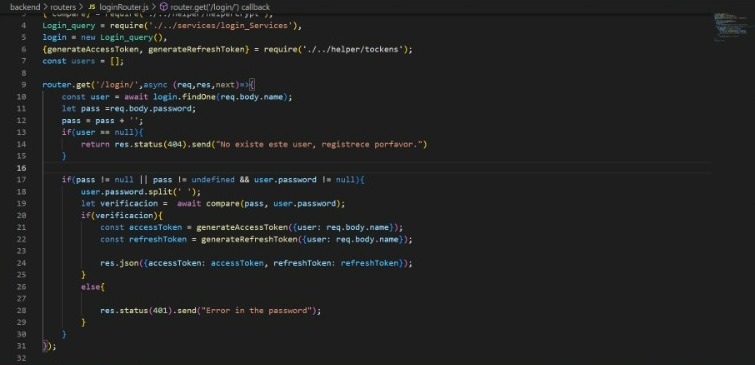 backend > routers > JS loginRouter.js > router.get('/login/') callback
3 { compare} = require('./../helper/helperCrypt'),
4 Login_query = require('./../services/login_Services'),
5 login = new Login_query(),
6 {generateAccessToken, generateRefreshToken} = require('./../helper/tockens');
7 const users = [];
8
9 router.get('/login/',async (req,res,next)=>{
10 const user = await login.findOne(req.body.name);
11 let pass =req.body.password;
12 pass = pass + '';
13 if(user == null){
14 return res.status(404).send("No existe este user, registrece porfavor.")
15 }
16
17 if(pass != null || pass != undefined && user.password != null){
18 user.password.split(' ');
19 let verificacion = await compare(pass, user.password);
20 if(verificacion){
21 const accessToken = generateAccessToken({user: req.body.name});
22 const refreshToken = generateRefreshToken({user: req.body.name});
23
24 res.json({accessToken: accessToken, refreshToken: refreshToken});
25 }
26 else{
27
28 res.status(401).send("Error in the password");
29 }
30 }
31 });
32